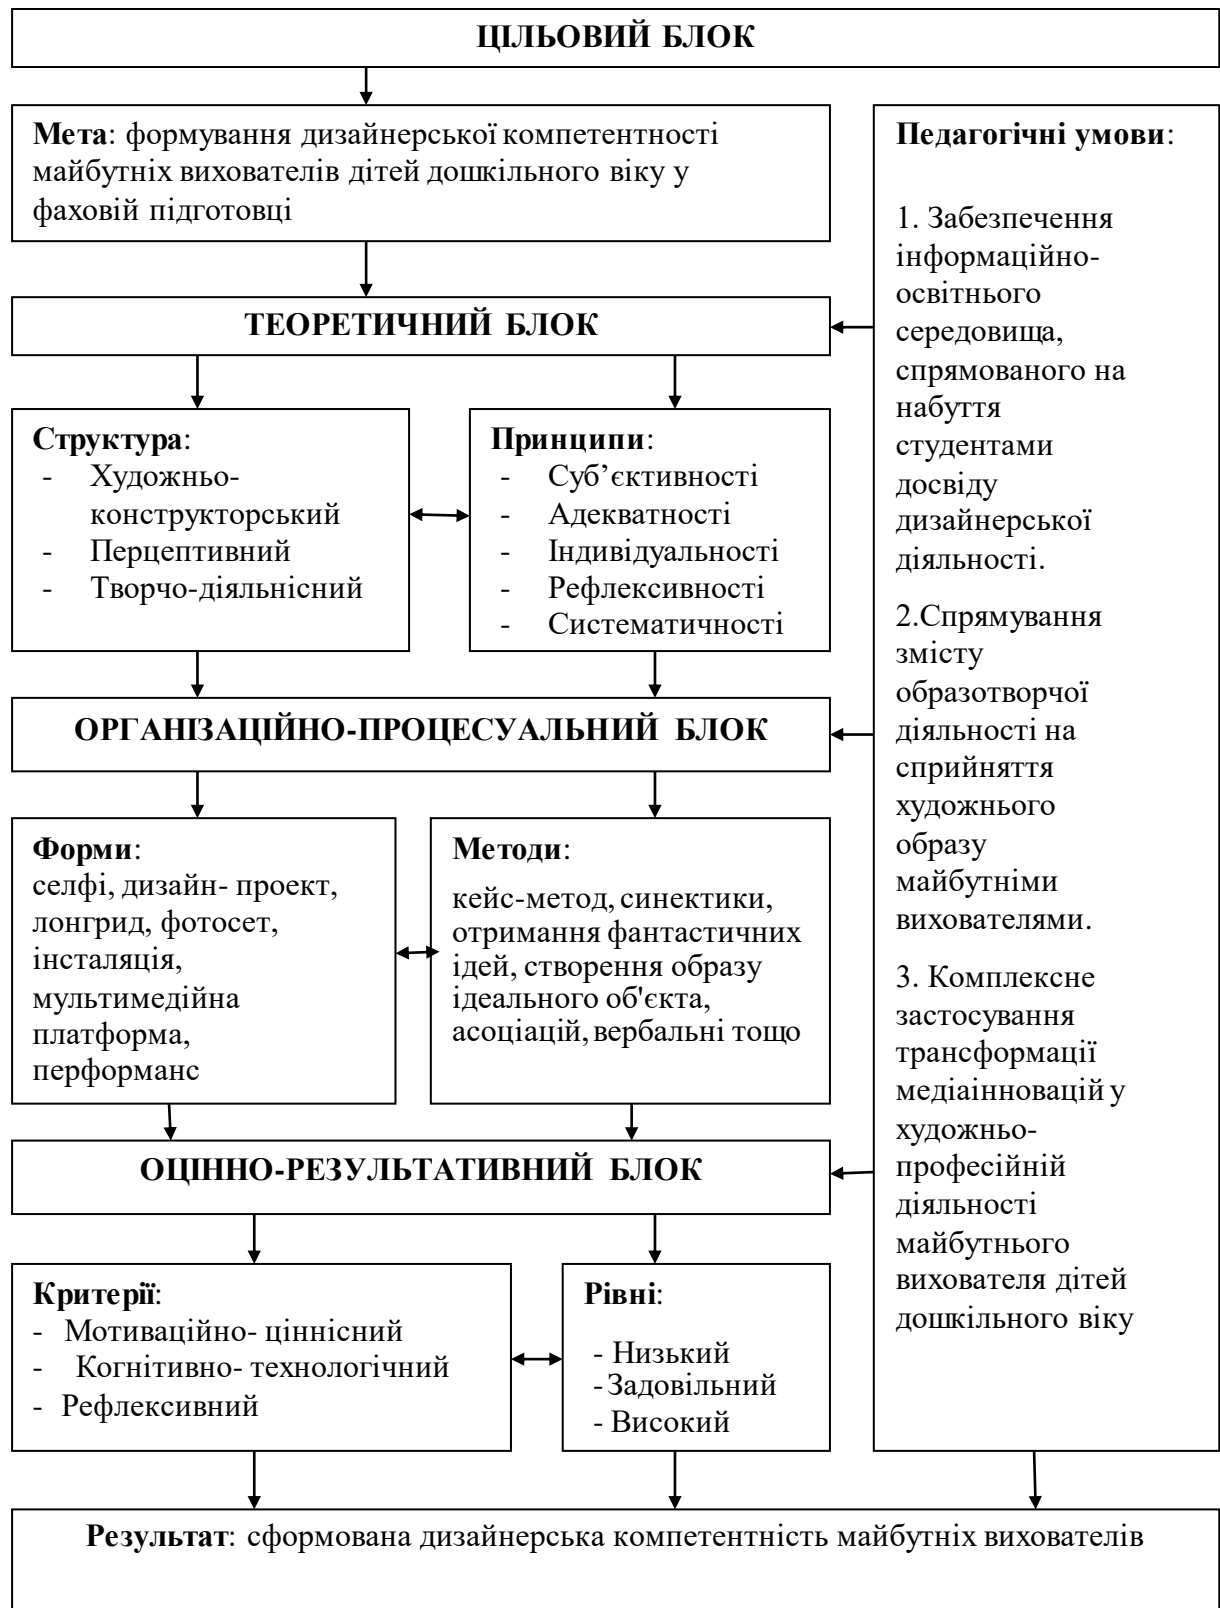 ЦІЛЬОВИЙ БЛОК
Мета: формування дизайнерської компетентності
майбутніх вихователів дітей дошкільного віку у
фаховій підготовці
Педагогічні умови:
1. Забезпечення
інформаційно-
освітнього
середовища,
спрямованого на
набуття
студентами
досвіду
дизайнерської
діяльності.
2.Спрямування
змісту
образотворчої
діяльності на
сприйняття
художнього
образу
майбутніми
вихователями.
3. Комплексне
застосування
трансформації
медіаінновацій у
художньо-
професійній
діяльності
майбутнього
вихователя дітей
дошкільного віку
ТЕОРЕТИЧНИЙ БЛОК
Структура:
- Художньо-
конструкторський
- Перцептивний
- Творчо-діяльнісний
Принципи:
- Суб’єктивності
- Адекватності
- Індивідуальності
- Рефлексивності
- Систематичності
ОРГАНІЗАЦІЙНО-ПРОЦЕСУАЛЬНИЙ БЛОК
Форми:
селфі, дизайн- проект,
лонгрид, фотосет,
інсталяція,
мультимедійна
платформа,
перформанс
Методи:
кейс-метод, синектики,
отримання фантастичних
ідей, створення образу
ідеального об'єкта,
асоціацій, вербальні тощо
ОЦІННО-РЕЗУЛЬТАТИВНИЙ БЛОК
Критерії:
- Мотиваційно- ціннісний
- Когнітивно- технологічний
- Рефлексивний
Рівні:
- Низький
- Задовільний
- Високий
Результат: сформована дизайнерська компетентність майбутніх вихователів